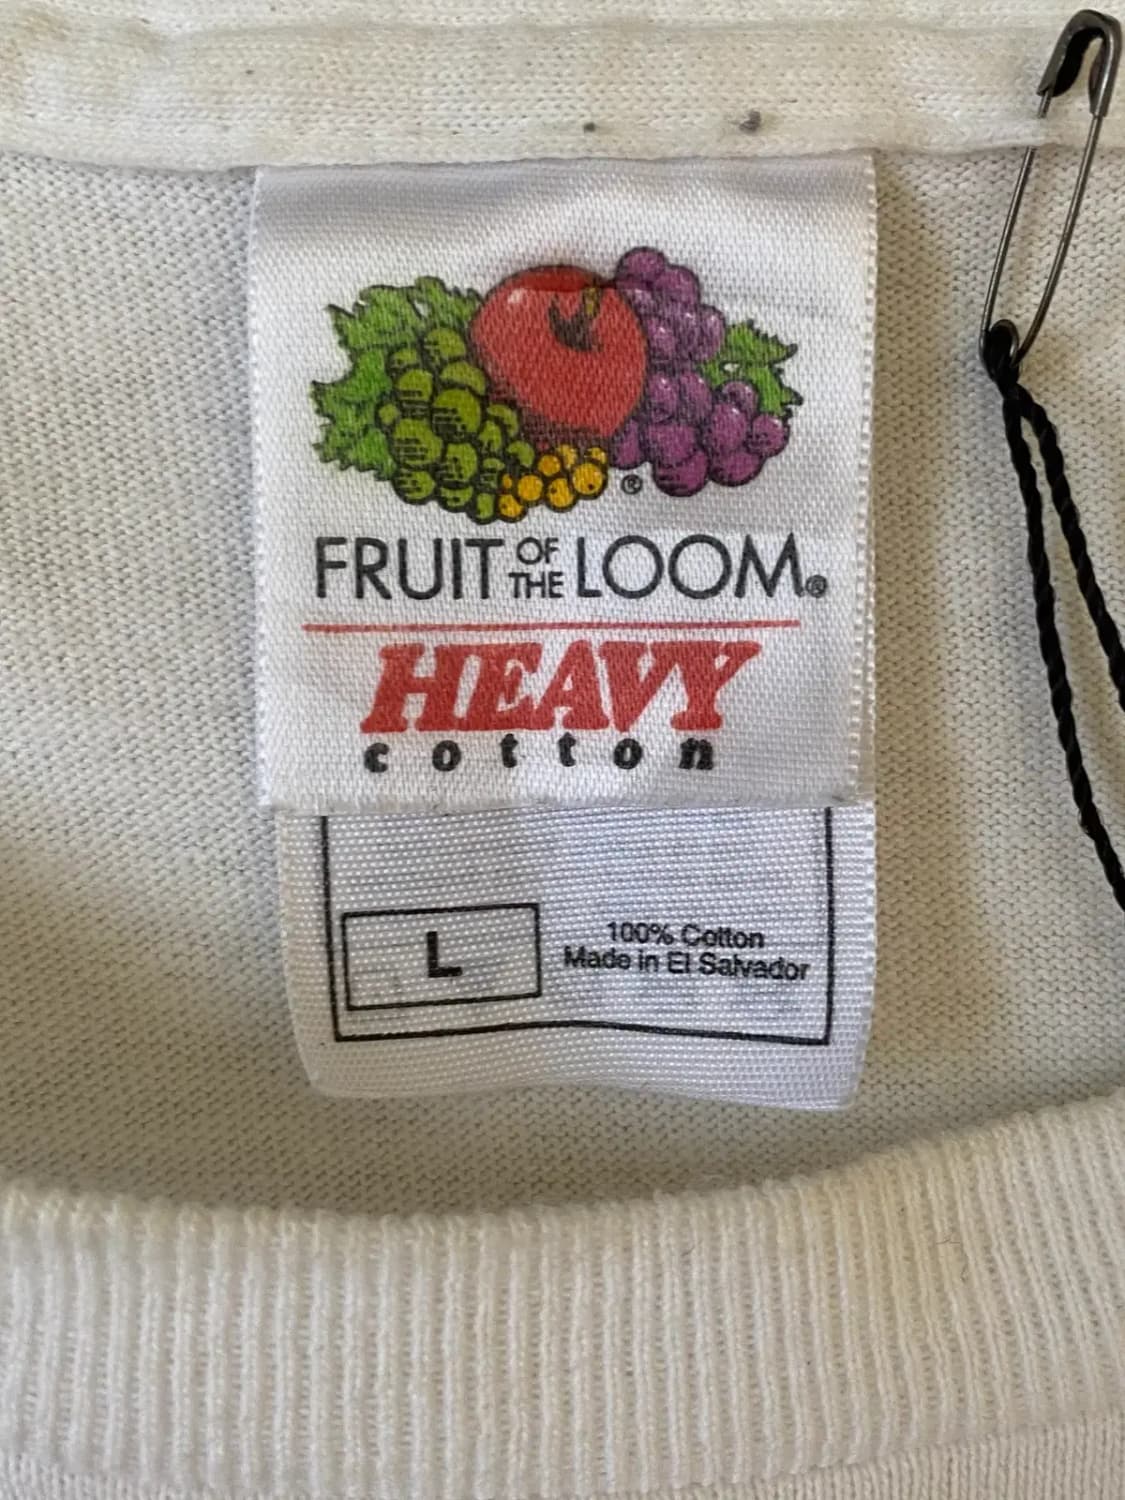 ®
FRUIT OF THE LOOM®
HEAVY
cotton
L
100% Cotton
Made in El Salvador